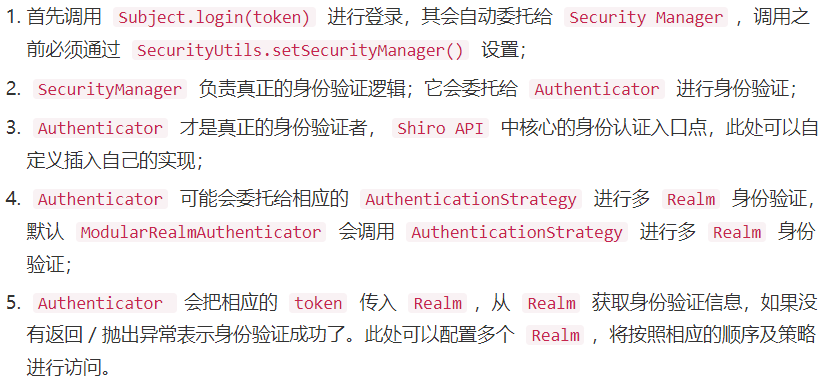 1. 首先调用 Subject.login(token) 进行登录，其会自动委托给 Security Manager ，调用之
前必须通过 SecurityUtils.setSecurityManager() 设置；
2. SecurityManager 负责真正的身份验证逻辑；它会委托给 Authenticator 进行身份验证；
3. Authenticator 才是真正的身份验证者， Shiro API 中核心的身份认证入口点，此处可以自
定义插入自己的实现；
4. Authenticator 可能会委托给相应的 AuthenticationStrategy 进行多 Realm 身份验证，
默认 ModularRealmAuthenticator 会调用 AuthenticationStrategy 进行多 Realm 身份
验证；
5. Authenticator 会把相应的 token 传入 Realm ，从 Realm 获取身份验证信息，如果没
有返回 / 抛出异常表示身份验证成功了。此处可以配置多个 Realm ，将按照相应的顺序及策略
进行访问。